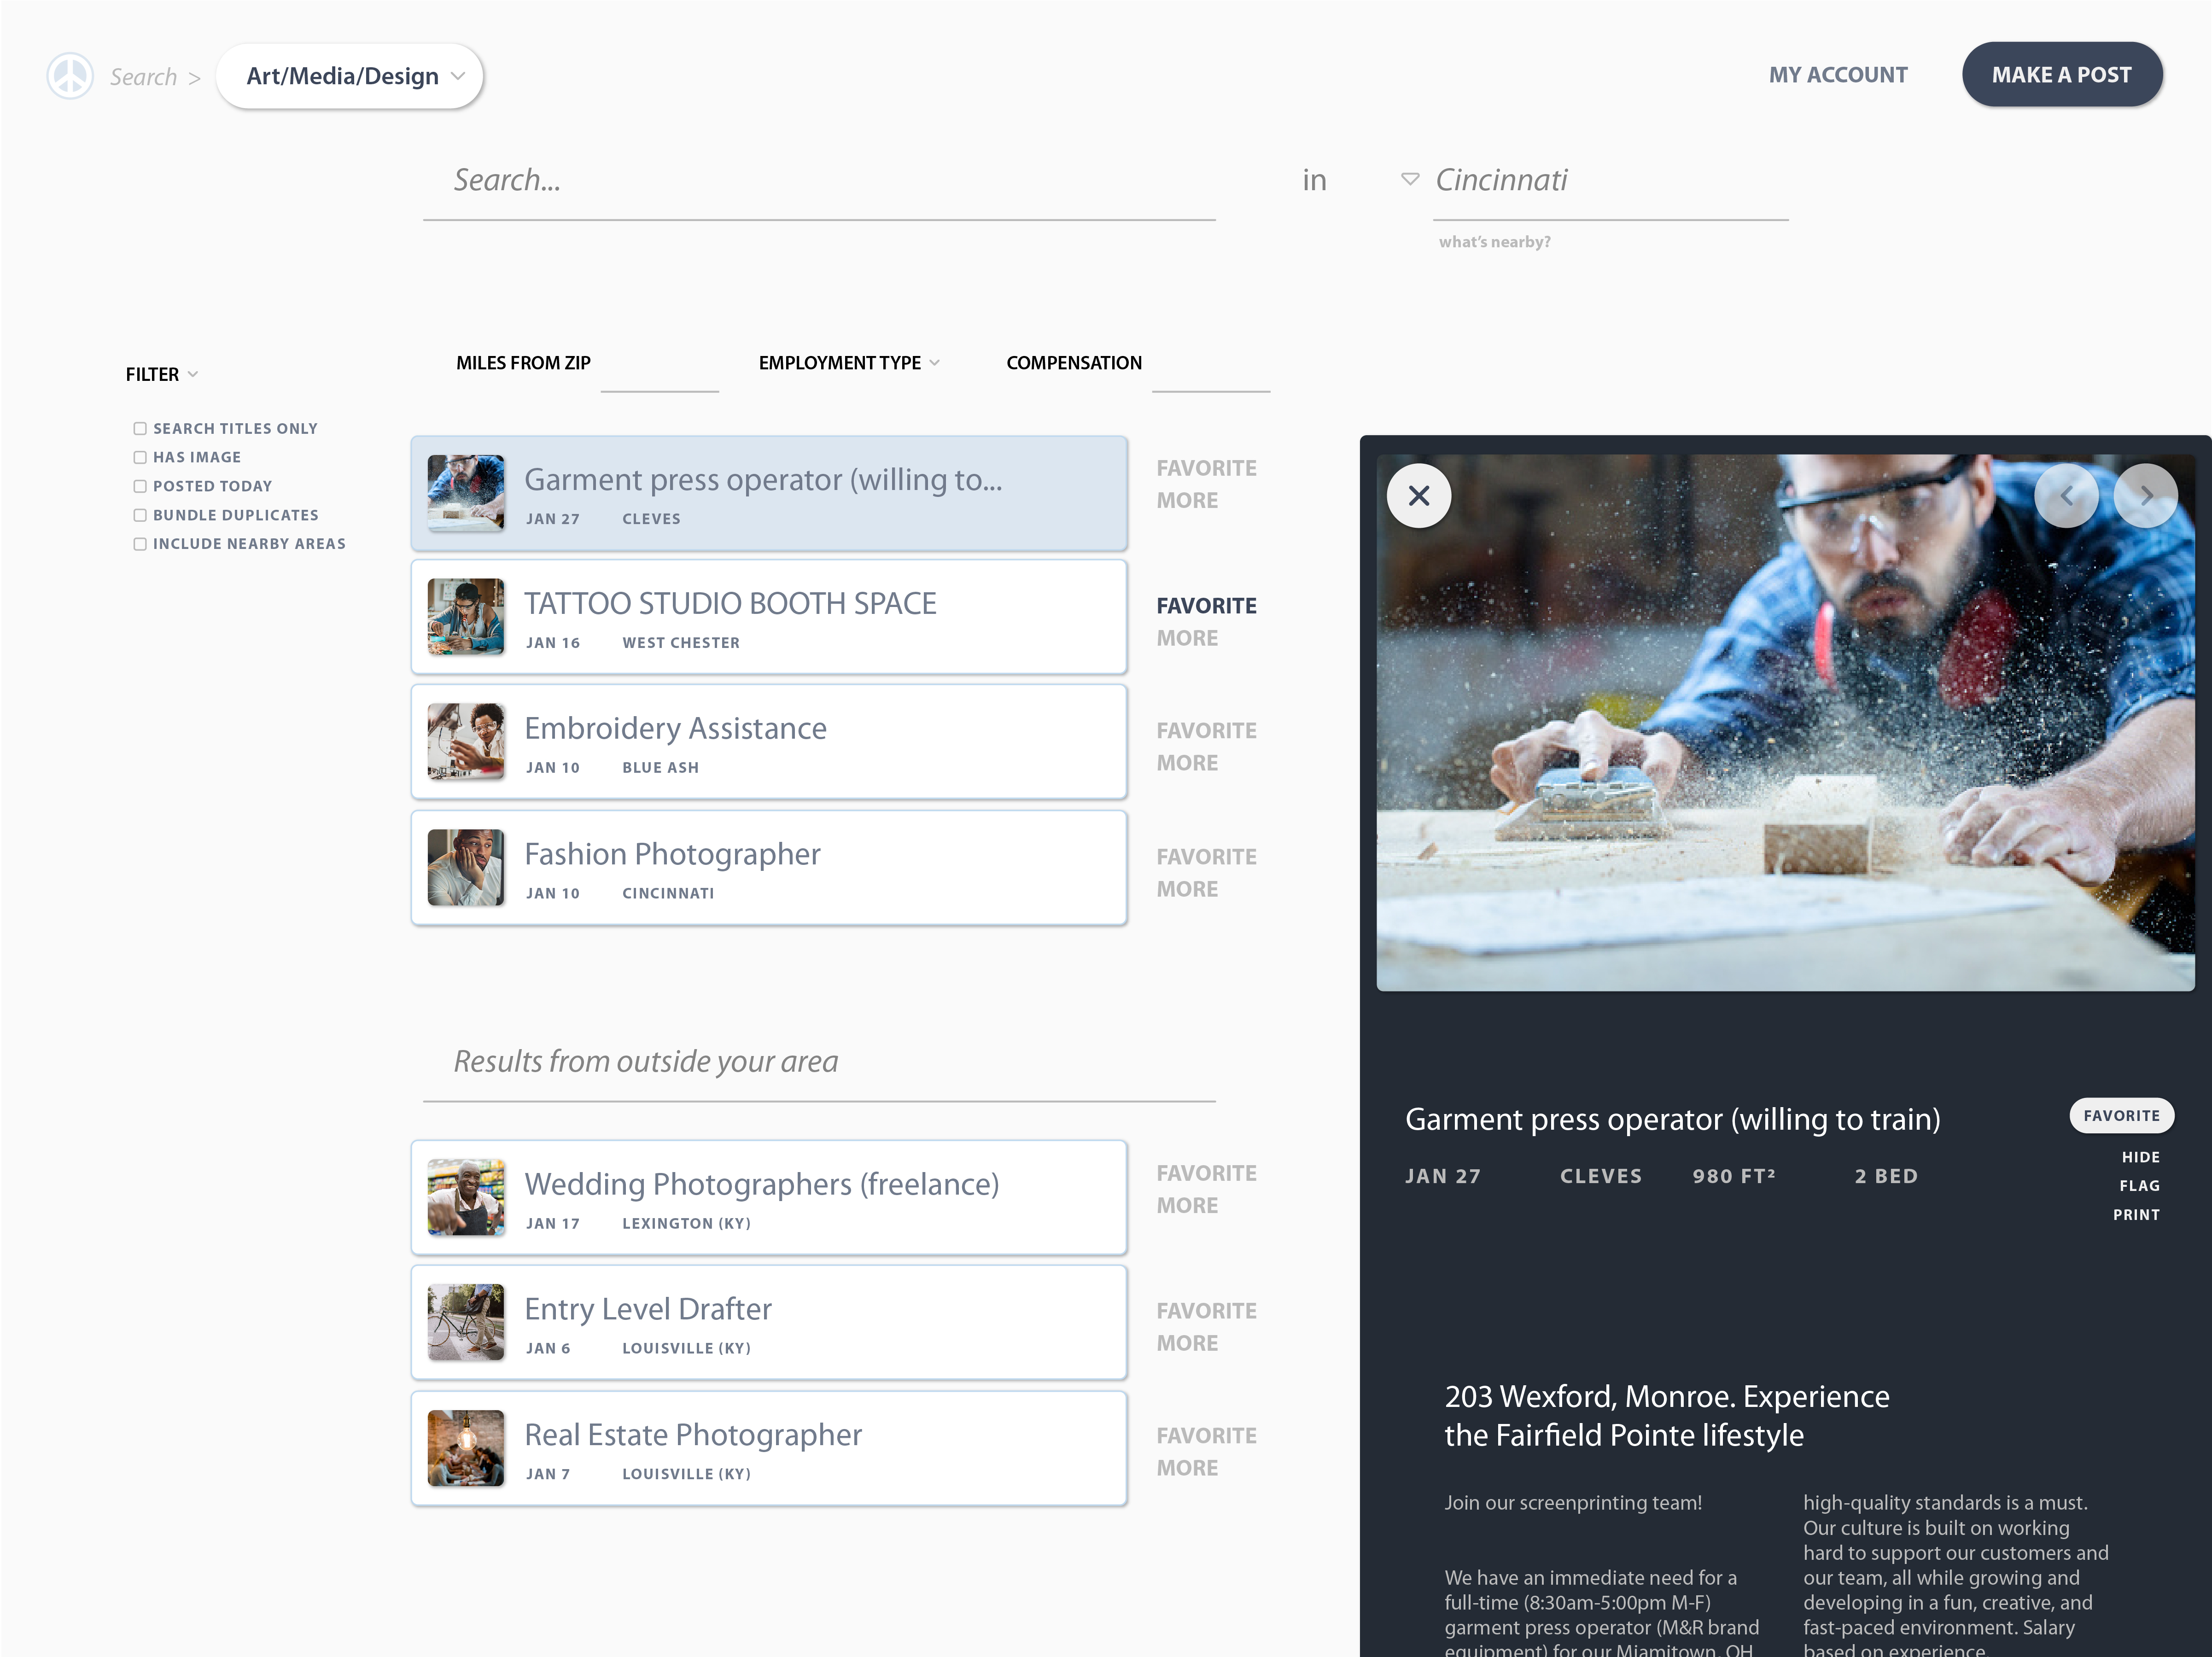 Search >
Art/Media/Design
MY ACCOUNT
MAKE A POST
Search...
in
Cincinnati
what's nearby?
FILTER
SEARCH TITLES ONLY
HAS IMAGE
POSTED TODAY
BUNDLE DUPLICATES
INCLUDE NEARBY AREAS
MILES FROM ZIP
EMPLOYMENT TYPE
COMPENSATION
Garment press operator (willing to...
JAN 27 CLEVES
FAVORITE
MORE
TATTOO STUDIO BOOTH SPACE
JAN 16 WEST CHESTER
FAVORITE
MORE
Embroidery Assistance
JAN 10 BLUE ASH
FAVORITE
MORE
Fashion Photographer
JAN 10 CINCINNATI
FAVORITE
MORE
Results from outside your area
Wedding Photographers (freelance)
JAN 17 LEXINGTON (KY)
FAVORITE
MORE
Entry Level Drafter
JAN 6 LOUISVILLE (KY)
FAVORITE
MORE
Real Estate Photographer
JAN 7 LOUISVILLE (KY)
FAVORITE
MORE
Garment press operator (willing to train)
JAN 27 CLEVES 980 FT² 2 BED
FAVORITE
HIDE
FLAG
PRINT
203 Wexford, Monroe. Experience
the Fairfield Pointe lifestyle
Join our screenprinting team!
We have an immediate need for a
full-time (8:30am-5:00pm M-F)
garment press operator (M&R brand
equipment) for our Miamitown, OH
high-quality standards is a must.
Our culture is built on working
hard to support our customers and
our team, all while growing and
developing in a fun, creative, and
fast-paced environment. Salary
based on experience